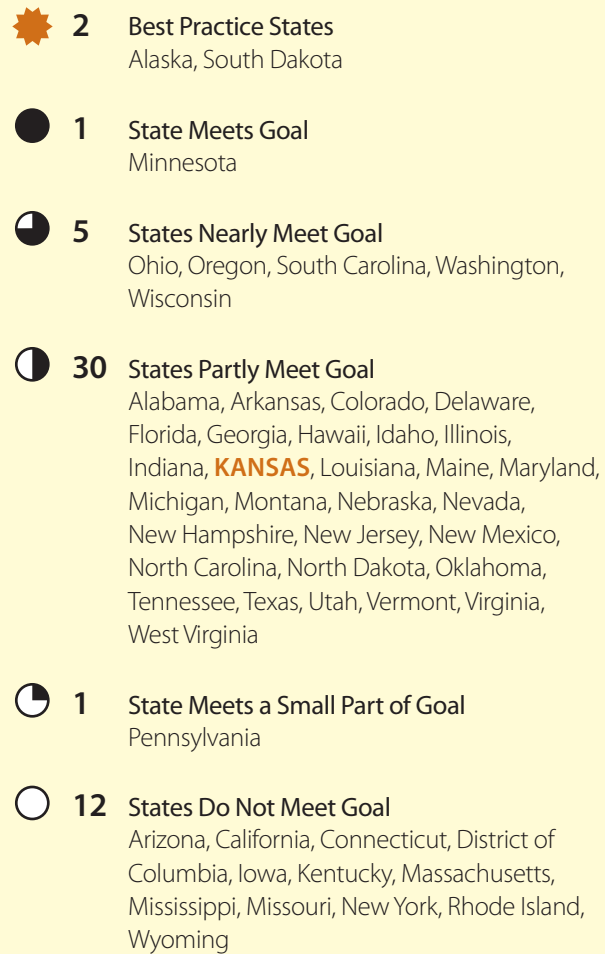 2 Best Practice States
Alaska, South Dakota
1 State Meets Goal
Minnesota
5 States Nearly Meet Goal
Ohio, Oregon, South Carolina, Washington,
Wisconsin
30 States Partly Meet Goal
Alabama, Arkansas, Colorado, Delaware,
Florida, Georgia, Hawaii, Idaho, Illinois,
Indiana, KANSAS, Louisiana, Maine, Maryland,
Michigan, Montana, Nebraska, Nevada,
New Hampshire, New Jersey, New Mexico,
North Carolina, North Dakota, Oklahoma,
Tennessee, Texas, Utah, Vermont, Virginia,
West Virginia
1 State Meets a Small Part of Goal
Pennsylvania
12 States Do Not Meet Goal
Arizona, California, Connecticut, District of
Columbia, Iowa, Kentucky, Massachusetts,
Mississippi, Missouri, New York, Rhode Island,
Wyoming